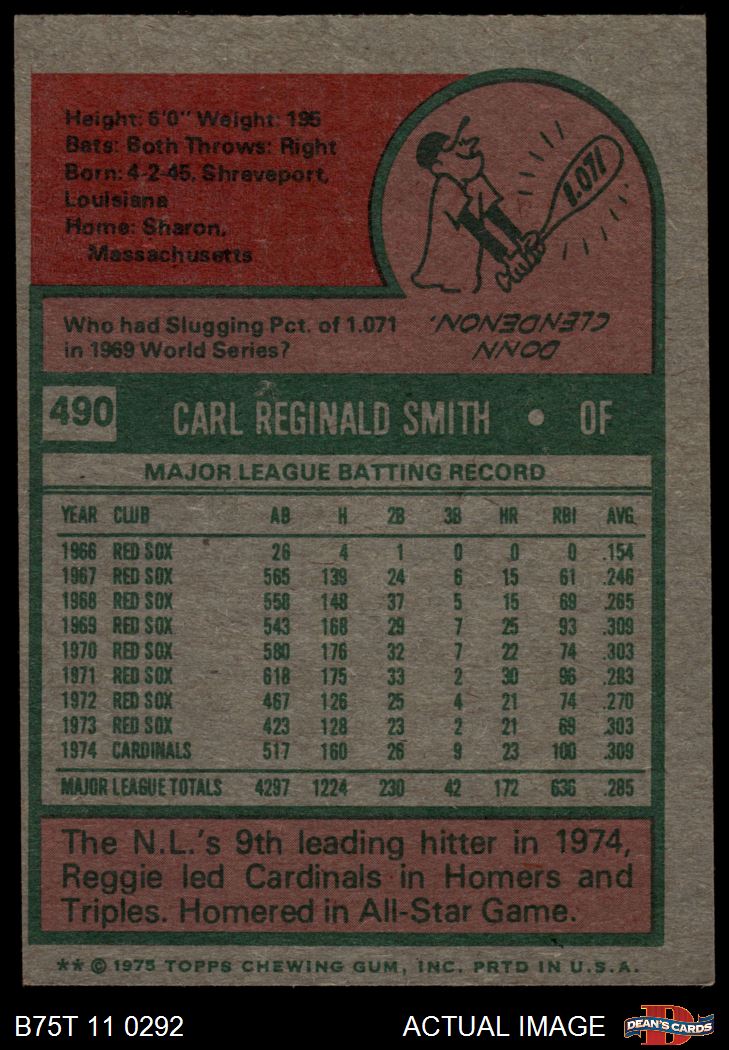 Height: 6'0" Weight: 195
Bats: Both Throws: Right
Born: 4-2-45, Shreveport,
Louisiana
Home: Sharon,
Massachusetts
1.071
Who had Slugging Pct. of 1.071
in 1969 World Series?
DONN
CLENDENON.
490 CARL REGINALD SMITH • OF
MAJOR LEAGUE BATTING RECORD
YEAR CLUB AB H 2B 3B HR RBI AVG.
1966 RED SOX 26 4 1 0 0 0 .154
1967 RED SOX 565 139 24 6 15 61 .246
1968 RED SOX 558 148 37 5 15 69 .265
1969 RED SOX 543 168 29 7 25 93 .309
1970 RED SOX 580 176 32 7 22 74 .303
1971 RED SOX 618 175 33 2 30 96 .283
1972 RED SOX 467 126 25 4 21 74 .270
1973 RED SOX 423 128 23 2 21 69 .303
1974 CARDINALS 517 160 26 9 23 100 .309
MAJOR LEAGUE TOTALS 4297 1224 230 42 172 636 .285
The N.L.'s 9th leading hitter in 1974,
Reggie led Cardinals in Homers and
Triples. Homered in All-Star Game.
** © 1975 TOPPS CHEWING GUM, INC. PRTD IN U.S.A.
B75T 11 0292 ACTUAL IMAGE DEAN'S CARDS